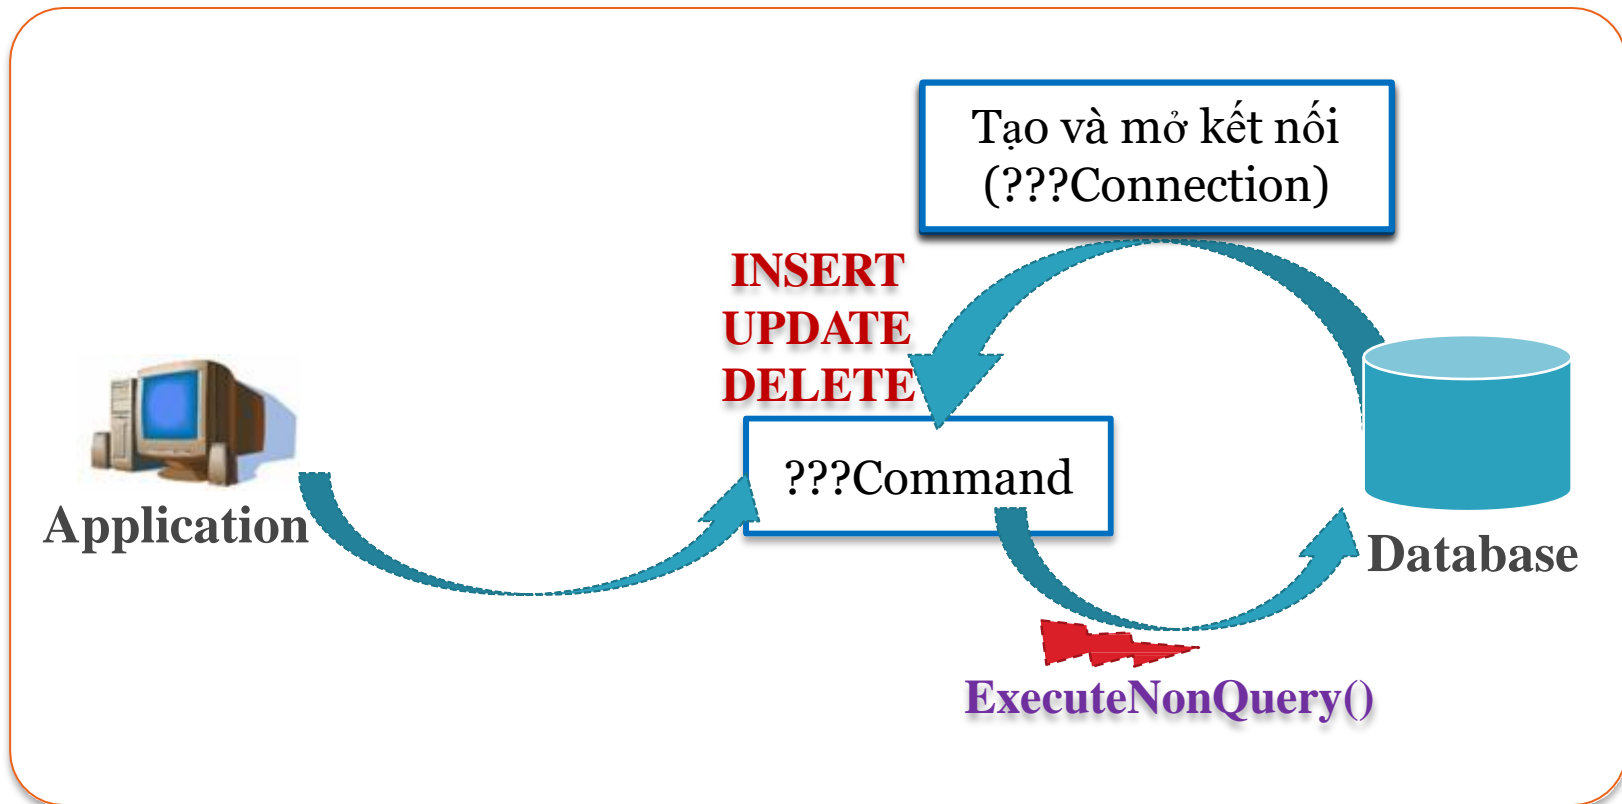 Tạo và mở kết nối
(???Connection)
INSERT
UPDATE
DELETE
???Command
Application
Database
ExecuteNonQuery()